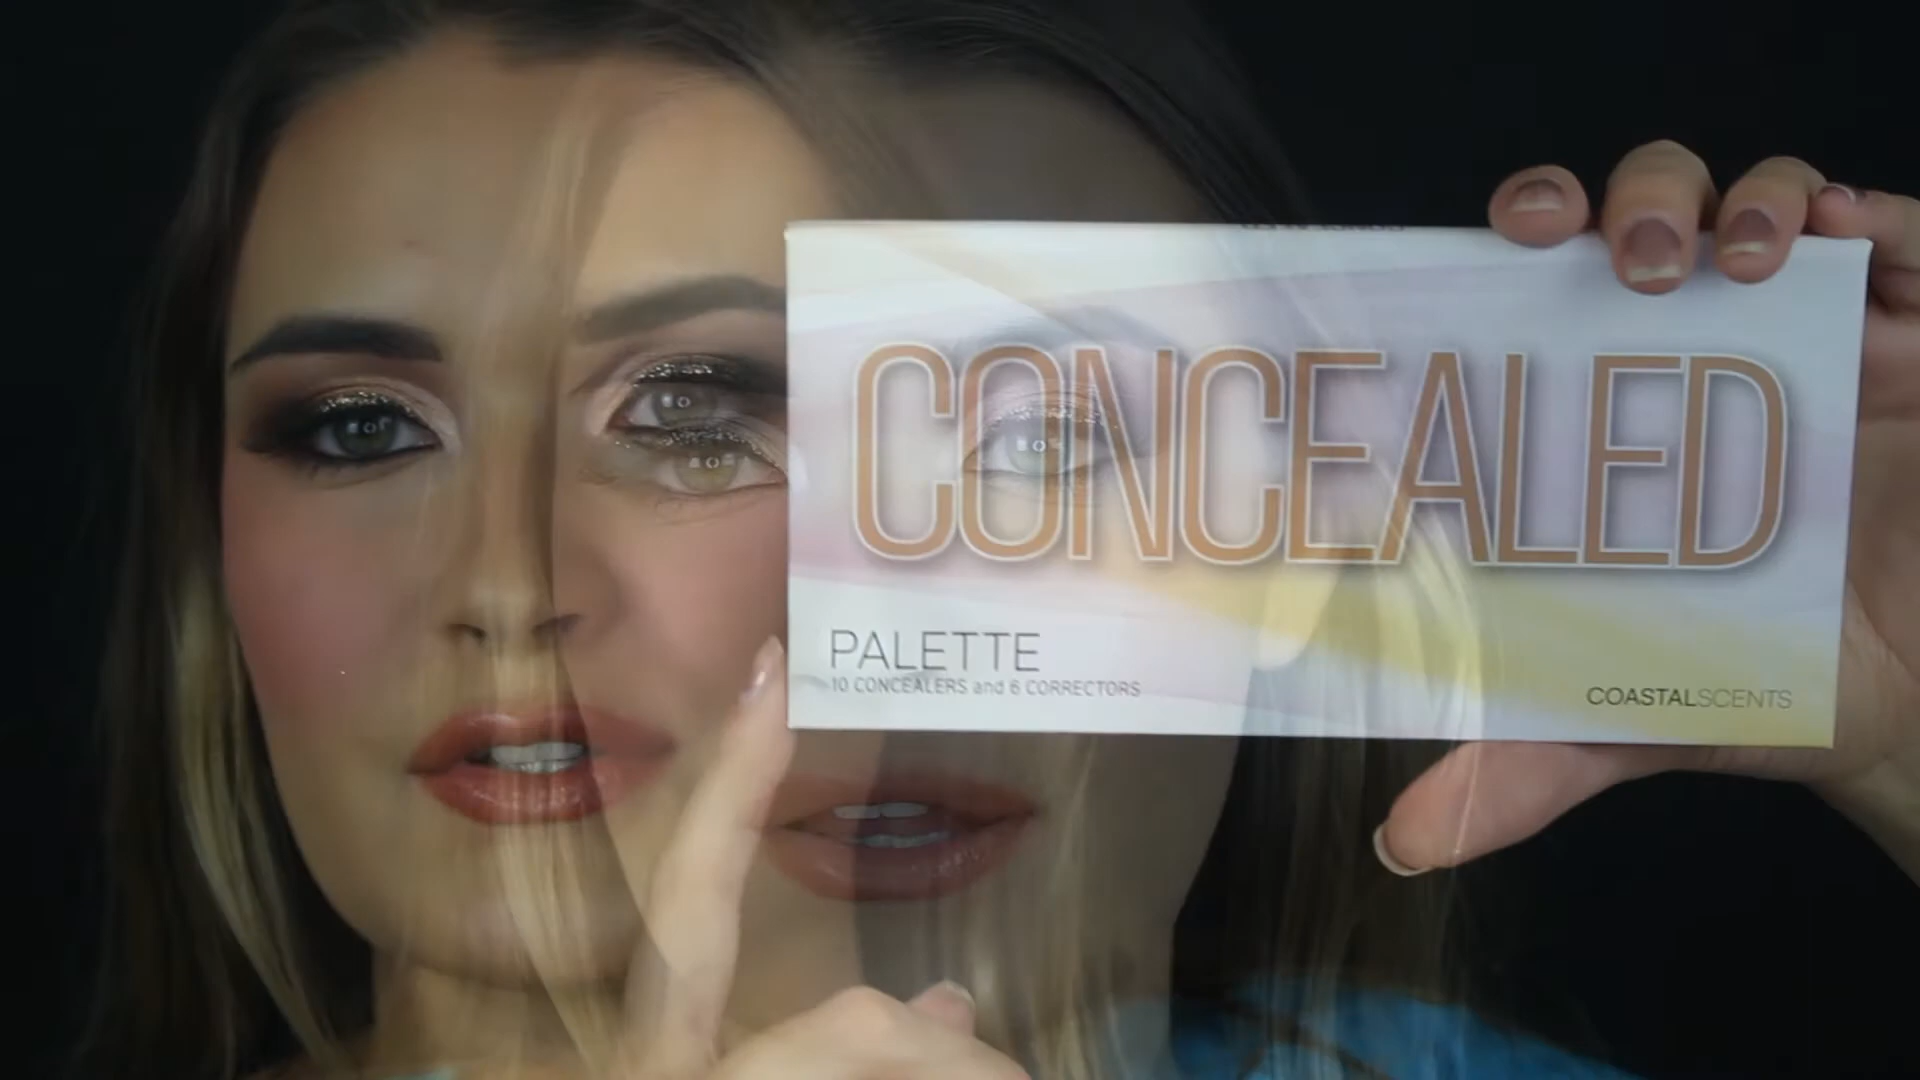 CONCEALED
PALETTE
10 CONCEALERS and 6 CORRECTORS
COASTALSCENTS